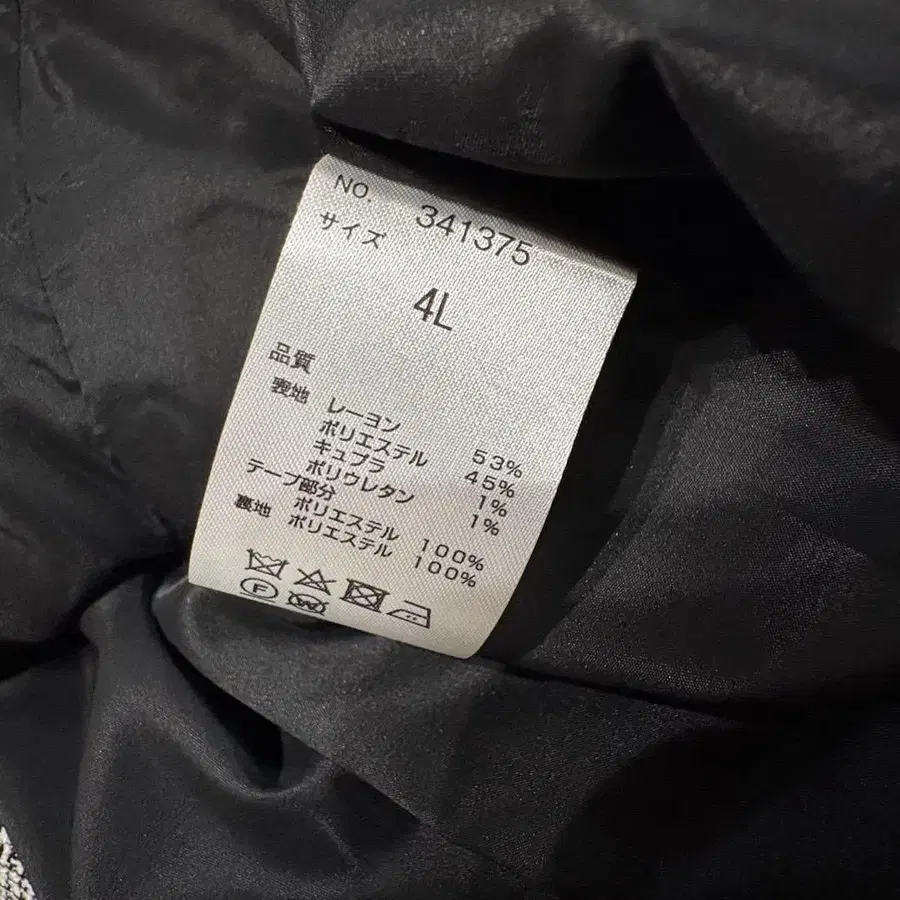 NO. 341375
サイズ
4L
品質
表地 レーヨン 53%
ポリエステル 45%
キュプラ 1%
ポリウレタン 1%
テープ部分
ポリエステル 100%
裏地 ポリエステル 100%
F W